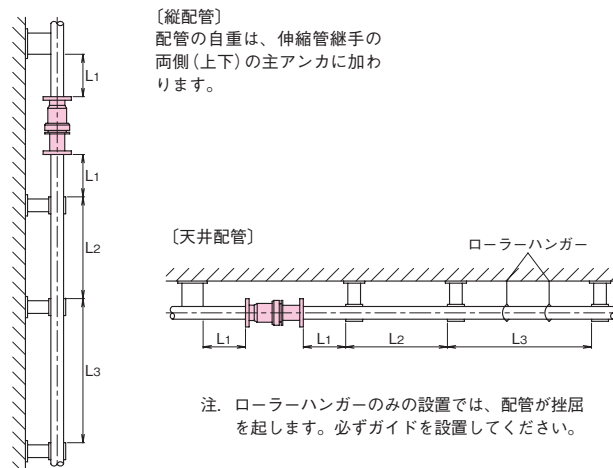 〔縦配管〕
配管の自重は、伸縮管継手の
両側(上下)の主アンカに加わ
ります。
L1
L1
L2
L3
〔天井配管〕
ローラーハンガー
L1
L1
L2
L3
注. ローラーハンガーのみの設置では、配管が挫屈
を起します。必ずガイドを設置してください。